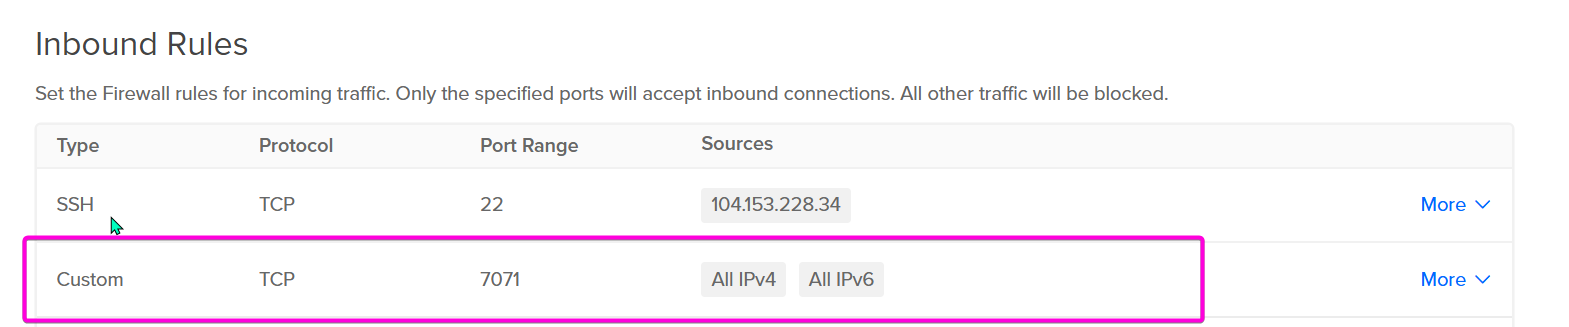 Inbound Rules
Set the Firewall rules for incoming traffic. Only the specified ports will accept inbound connections. All other traffic will be blocked.
Type Protocol Port Range Sources
SSH TCP 22 104.153.228.34 More
Custom TCP 7071 All IPv4 All IPv6 More